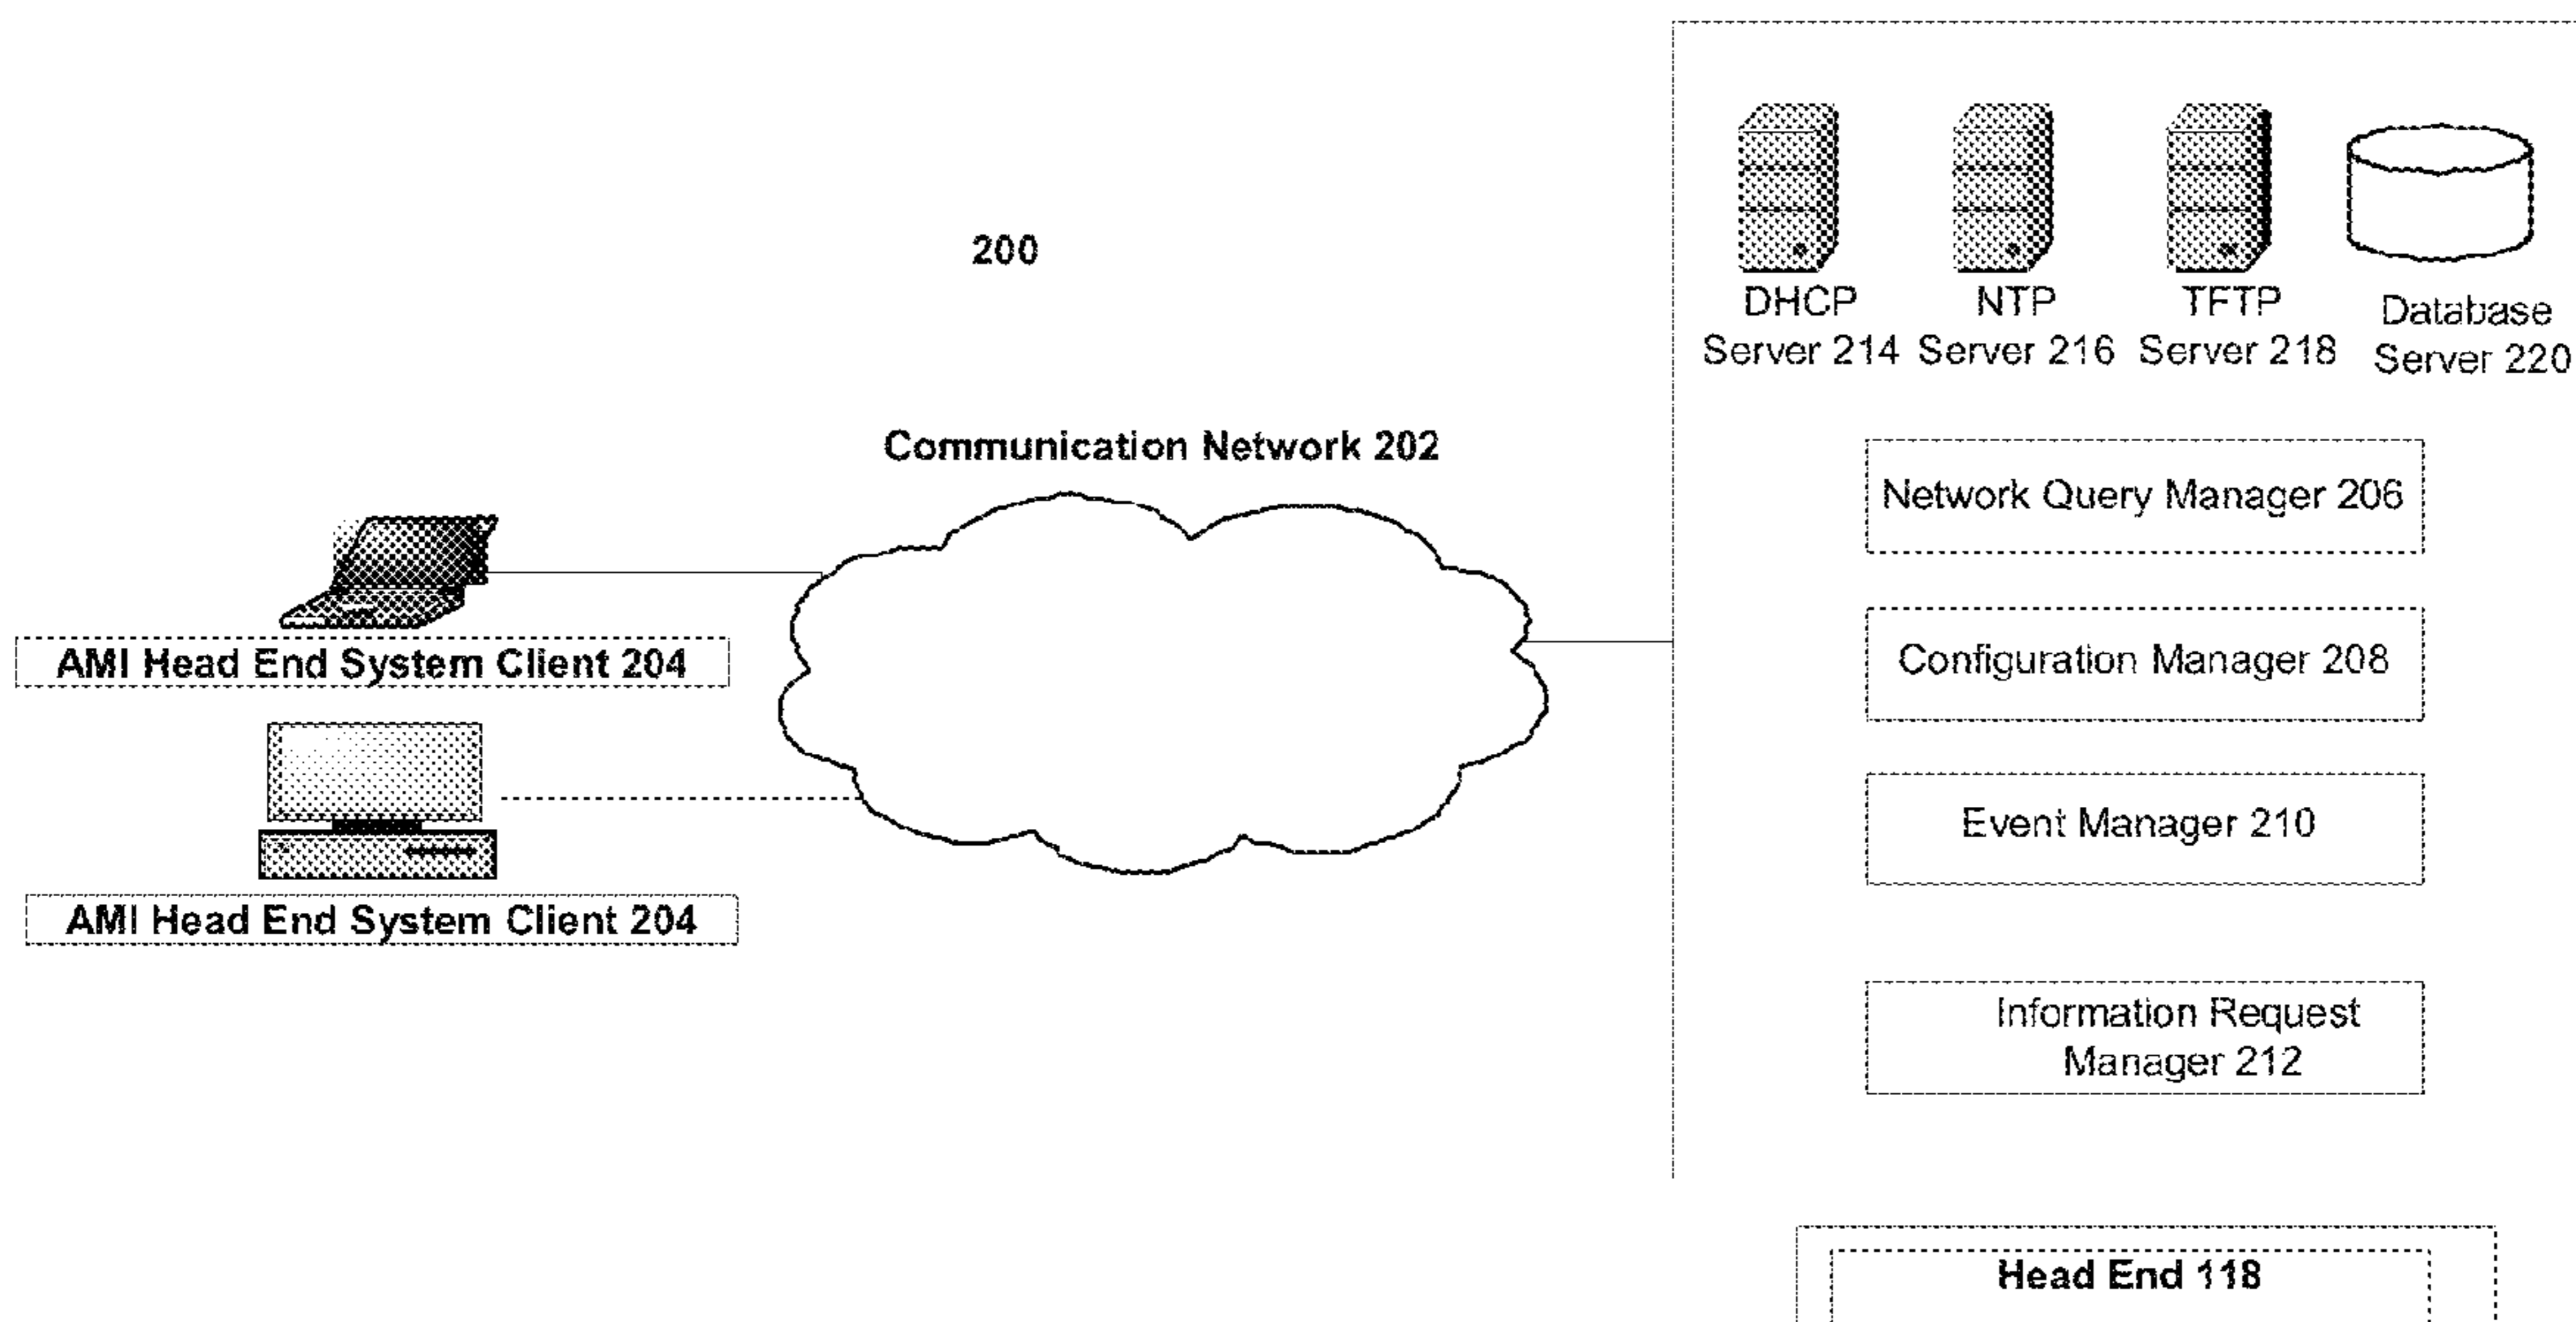 200
DHCP
Server 214
NTP
Server 216
TFTP
Server 218
Database
Server 220
Communication Network 202
Network Query Manager 206
AMI Head End System Client 204
Configuration Manager 208
Event Manager 210
AMI Head End System Client 204
Information Request
Manager 212
Head End 118